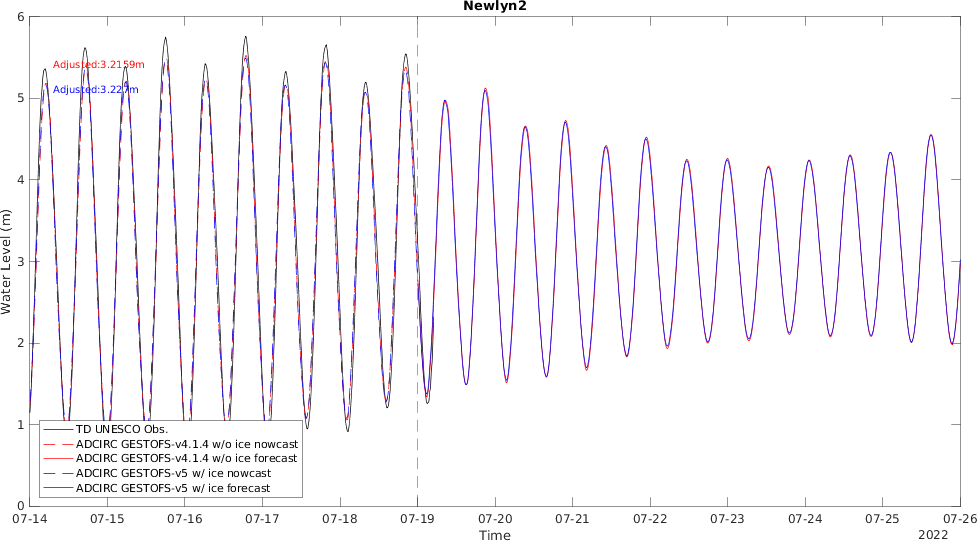 Newlyn2
6
5
4
3
2
1
0
Water Level (m)
Adjusted:3.2159m
Adjusted:3.227m
TD UNESCO Obs.
ADCIRC GESTOFS-v4.1.4 w/o ice nowcast
ADCIRC GESTOFS-v4.1.4 w/o ice forecast
ADCIRC GESTOFS-v5 w/ ice nowcast
ADCIRC GESTOFS-v5 w/ ice forecast
07-14 07-15 07-16 07-17 07-18 07-19 07-20 07-21 07-22 07-23 07-24 07-25 07-26
Time
2022